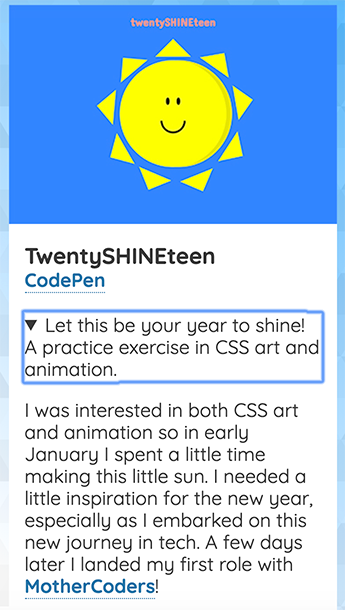 twentySHINEteen
TwentySHINEteen
CodePen
▼ Let this be your year to shine!
A practice exercise in CSS art and
animation.
I was interested in both CSS art
and animation so in early
January I spent a little time
making this little sun. I needed a
little inspiration for the new year,
especially as I embarked on this
new journey in tech. A few days
later I landed my first role with
MotherCoders!